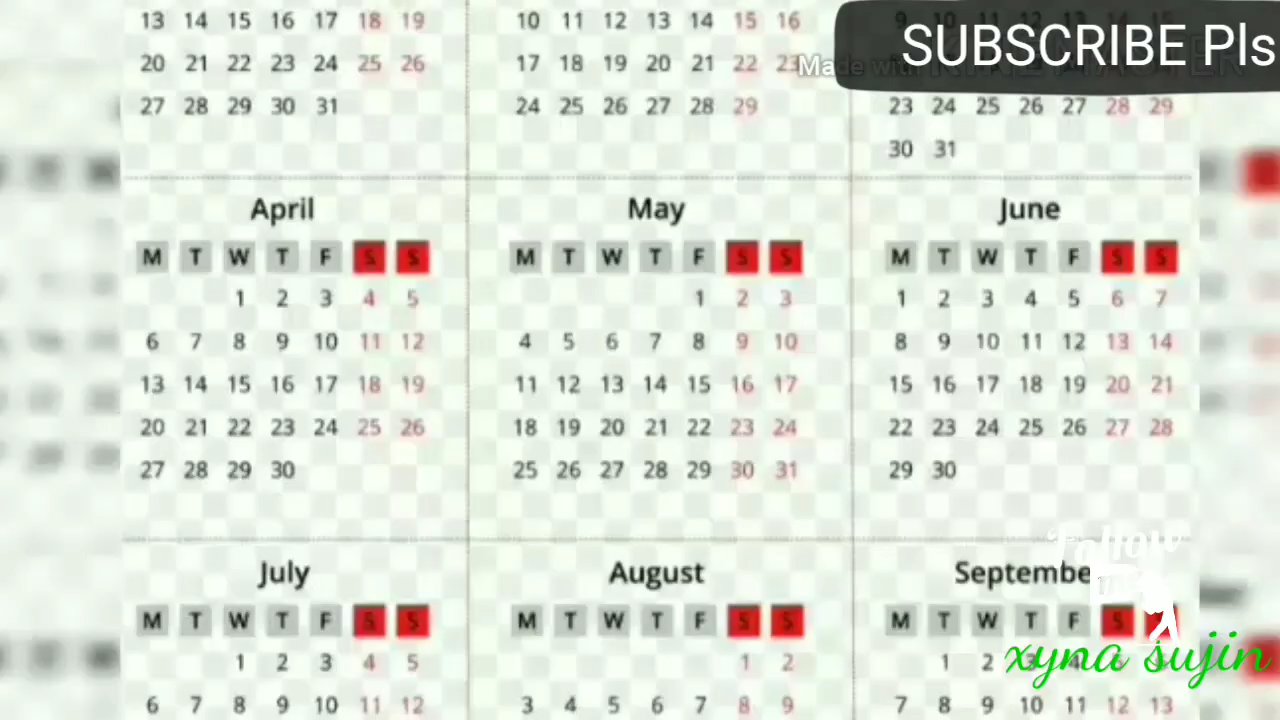 SUBSCRIBE Pls
13 14 15 16 17 18 19
10 11 12 13 14 15 16
20 21 22 23 24 25 26
17 18 19 20 21 22 23
Made with
27 28 29 30 31
24 25 26 27 28 29
23 24 25 26 27 28 29
30 31
April
M T W T F S S
1 2 3 4 5
6 7 8 9 10 11 12
13 14 15 16 17 18 19
20 21 22 23 24 25 26
27 28 29 30
May
M T W T F S S
1 2 3
4 5 6 7 8 9 10
11 12 13 14 15 16 17
18 19 20 21 22 23 24
25 26 27 28 29 30 31
June
M T W T F S S
1 2 3 4 5 6 7
8 9 10 11 12 13 14
15 16 17 18 19 20 21
22 23 24 25 26 27 28
29 30
July
M T W T F S S
1 2 3 4 5
6 7 8 9 10 11 12
August
M T W T F S S
1 2
3 4 5 6 7 8 9
Septembe
M T W T F S
1 2 3 4 5
7 8 9 10 11 12 13
Follow
xyna sujin